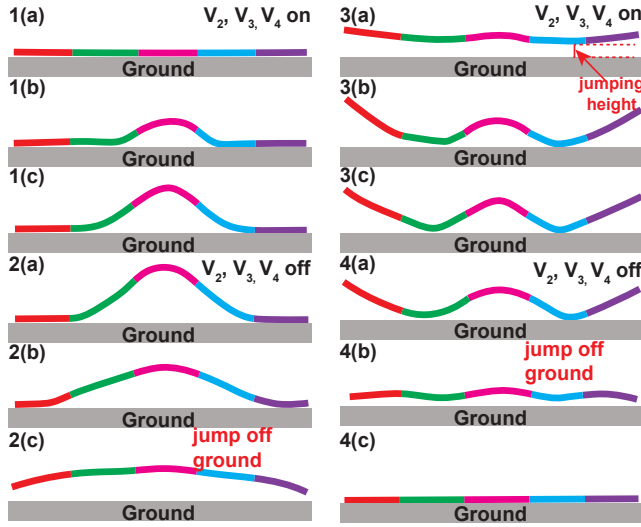 1(a) V2, V3, V4 on
Ground
1(b)
Ground
1(c)
Ground
2(a) V2, V3, V4 off
Ground
2(b)
Ground
2(c) jump off
ground
Ground
3(a) V2, V3, V4 on
Ground
jumping
height
3(b)
Ground
3(c)
Ground
4(a) V2, V3, V4 off
Ground
4(b) jump off
ground
Ground
4(c)
Ground